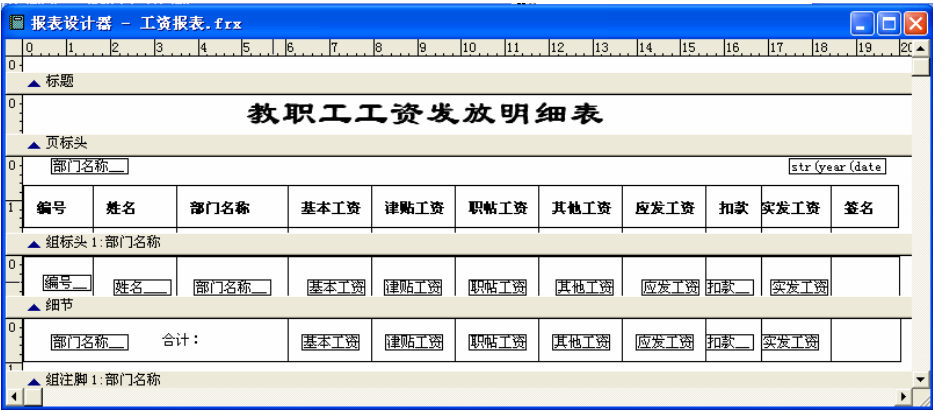 报表设计器 - 工资报表.frx
0 1 2 3 4 5 6 7 8 9 10 11 12 13 14 15 16 17 18 19 20
0
标题
0
教职工工资发放明细表
页标头
0 部门名称 str(year(date
1 编号 姓名 部门名称 基本工资 津贴工资 职帖工资 其他工资 应发工资 扣款 实发工资 签名
组标头 1:部门名称
0 编号 姓名 部门名称 基本工资 津贴工资 职帖工资 其他工资 应发工资 扣款 实发工资
细节
0 部门名称 合计: 基本工资 津贴工资 职帖工资 其他工资 应发工资 扣款 实发工资
1
组注脚 1:部门名称